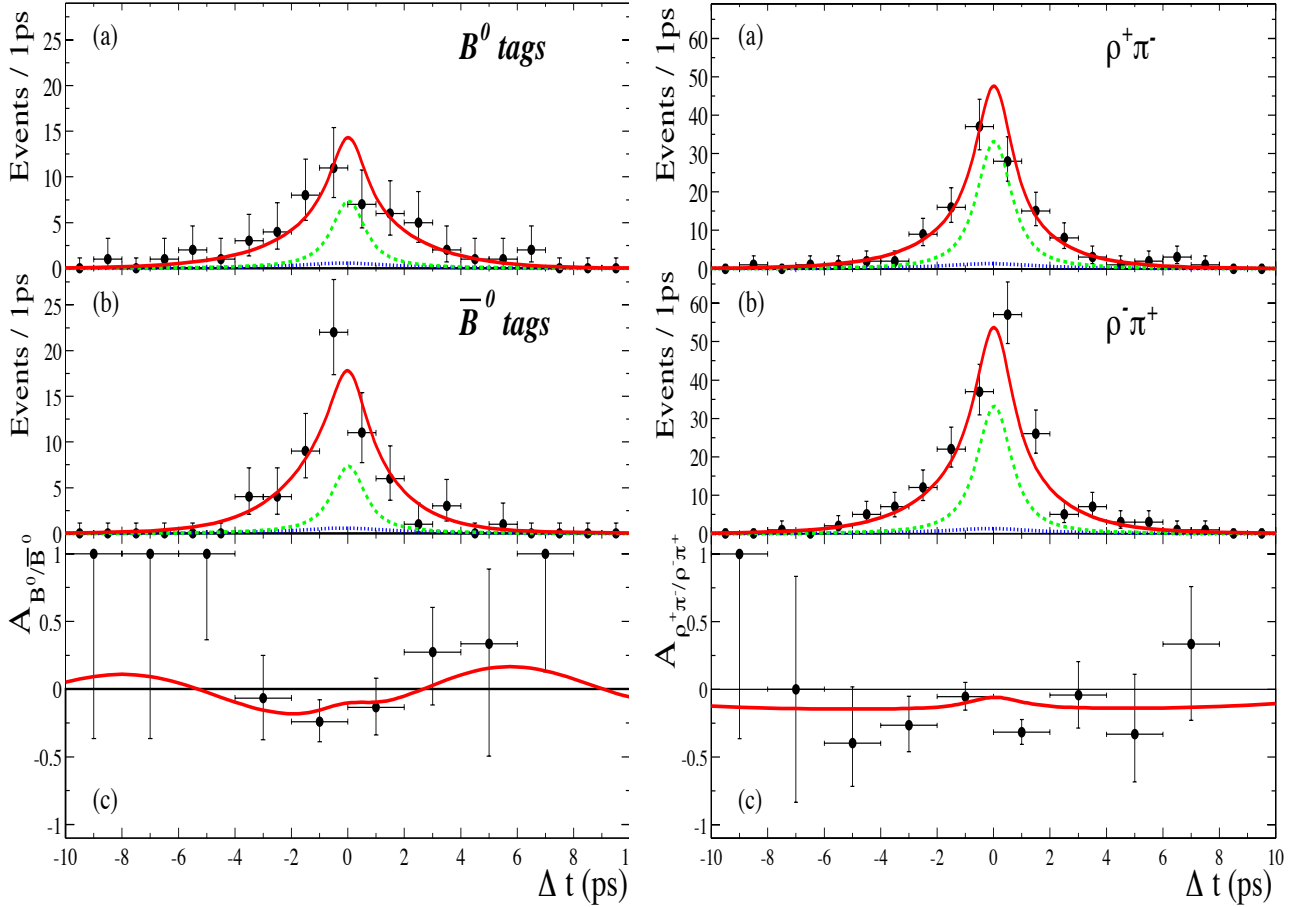 (a)
B⁰ tags
Events / 1ps
25
20
15
10
5
0
(b)
B̅⁰ tags
Events / 1ps
25
20
15
10
5
0
(c)
A B⁰/B̅⁰
1
0.5
0
-0.5
-1
-10 -8 -6 -4 -2 0 2 4 6 8 1
Δ t (ps)
(a)
ρ⁺π⁻
Events / 1ps
60
50
40
30
20
10
0
(b)
ρ⁻π⁺
Events / 1ps
60
50
40
30
20
10
0
(c)
A ρ⁺π⁻/ρ⁻π⁺
1
0.5
0
-0.5
-1
-10 -8 -6 -4 -2 0 2 4 6 8 10
Δ t (ps)